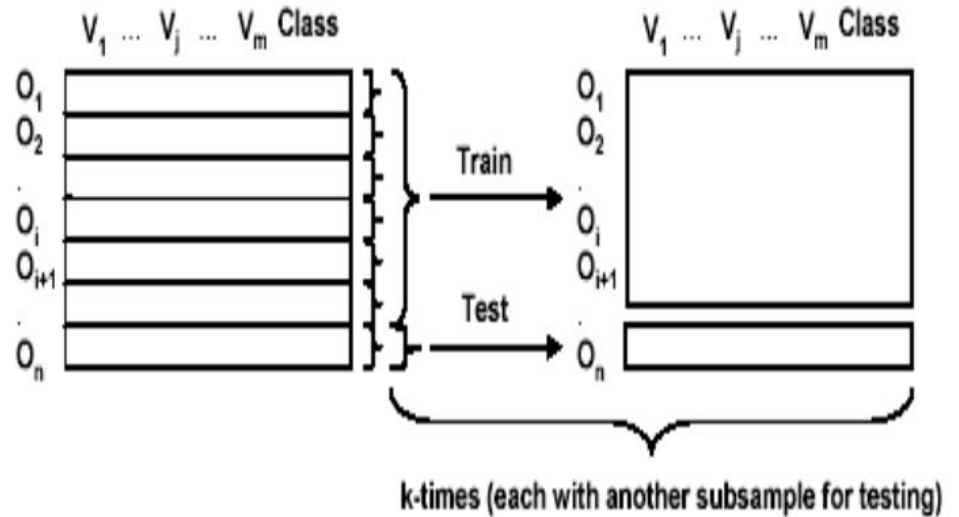 V1 ... Vj ... Vm Class
O1
O2
.
Oi
Oi+1
.
On
Train
Test
V1 ... Vj ... Vm Class
O1
O2
.
Oi
Oi+1
.
On
k-times (each with another subsample for testing)